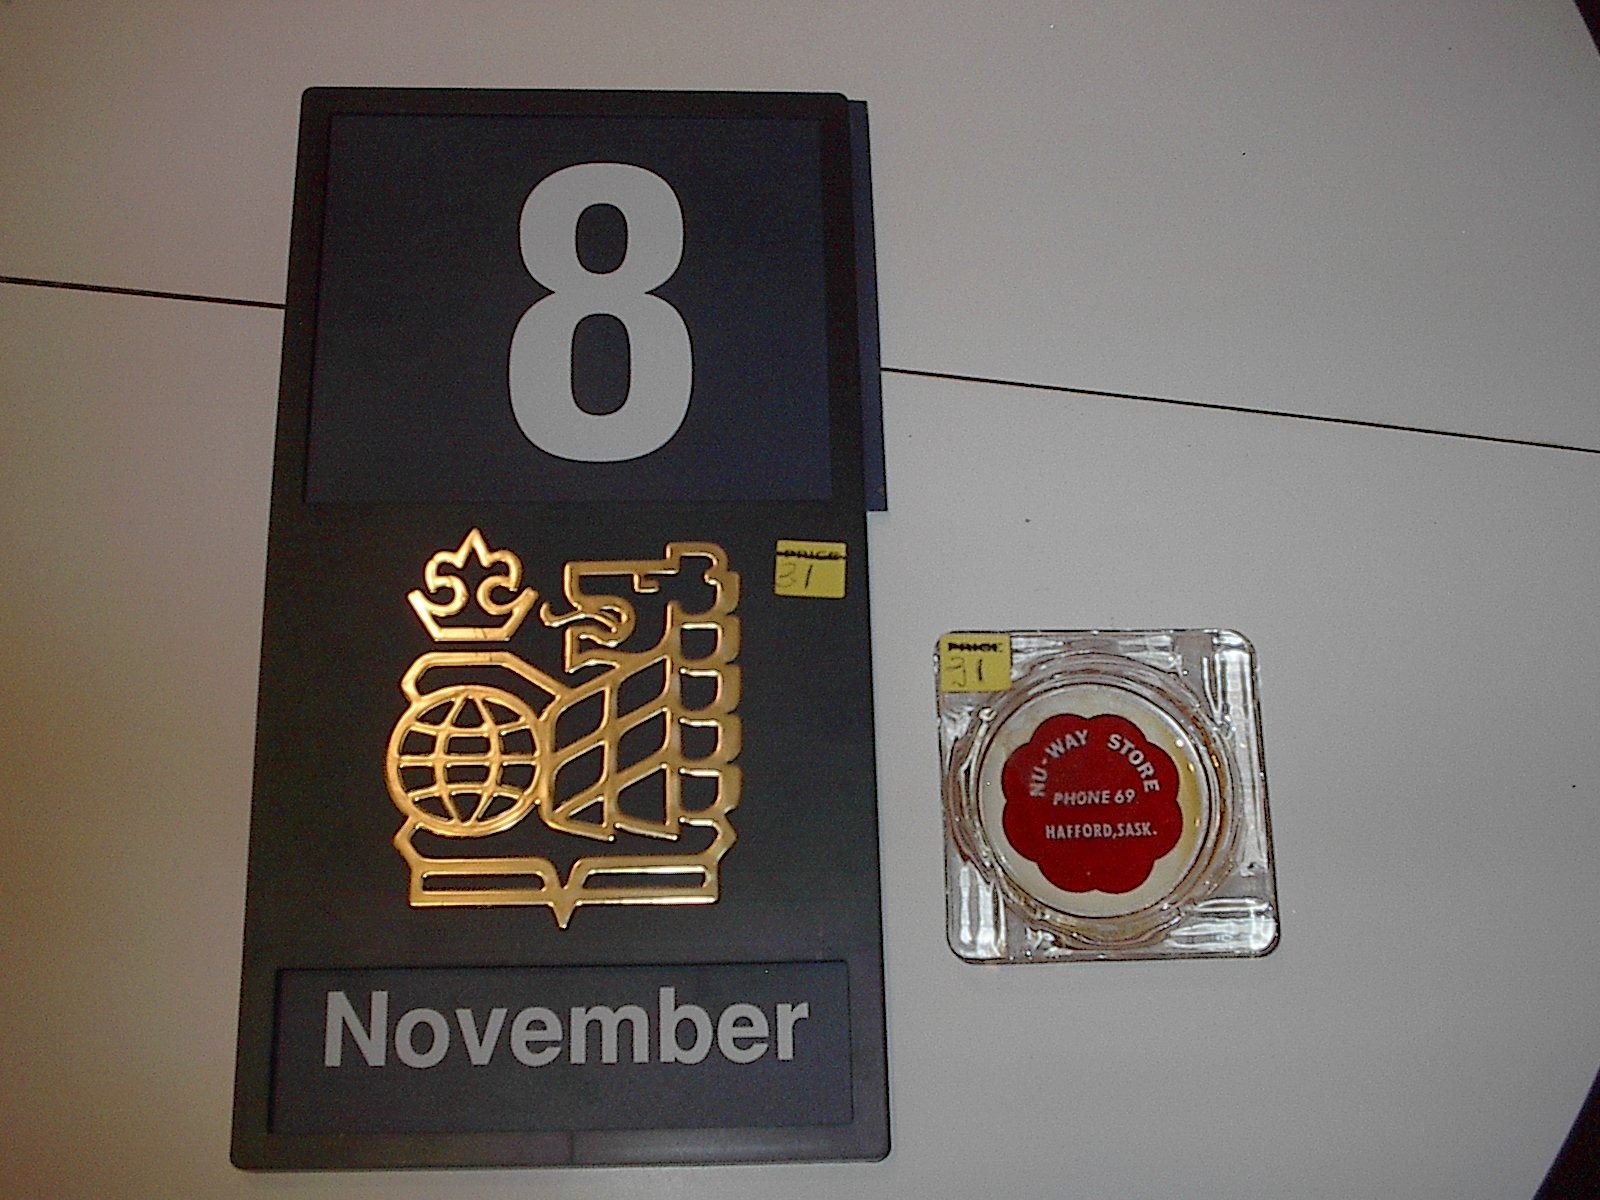 8
PRICE
31
November
PRICE
31
NU-WAY STORE
PHONE 69
HAFFORD,SASK.